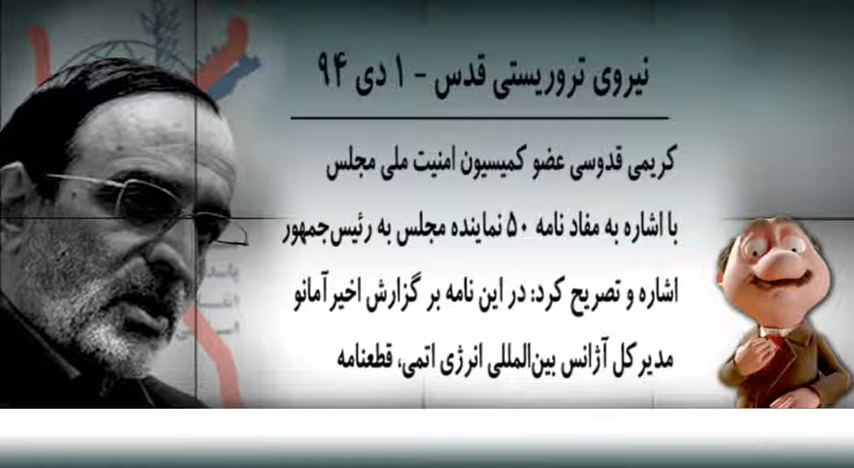 نیروی تروریستی قدس - ۱ دی ۹۴
کریمی قدوسی عضو کمیسیون امنیت ملی مجلس
با اشاره به مفاد نامه ۵۰ نماینده مجلس به رئیس‌جمهور
اشاره و تصریح کرد: در این نامه بر گزارش اخیر آمانو
مدیر کل آژانس بین‌المللی انرژی اتمی، قطعنامه